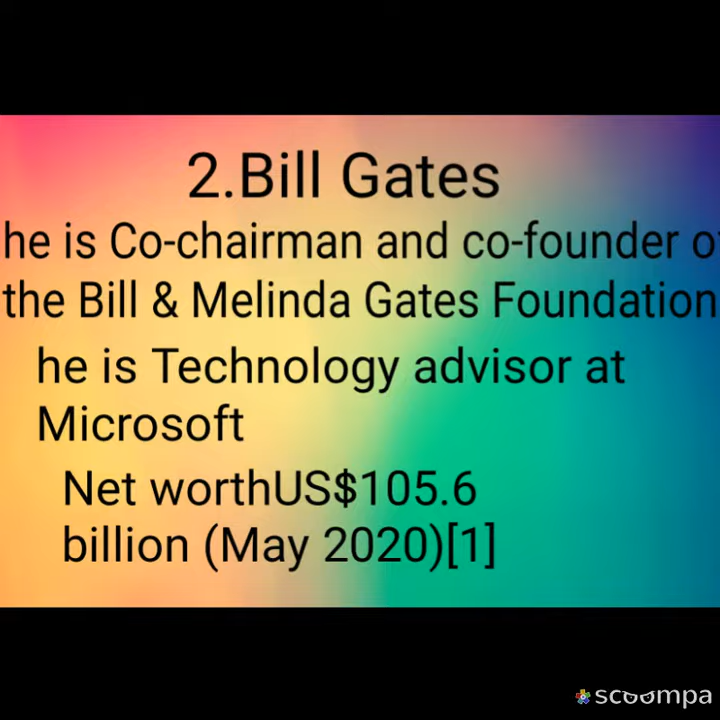 2.Bill Gates
he is Co-chairman and co-founder of
the Bill & Melinda Gates Foundation
he is Technology advisor at
Microsoft
Net worthUS$105.6
billion (May 2020)[1]
scoompa